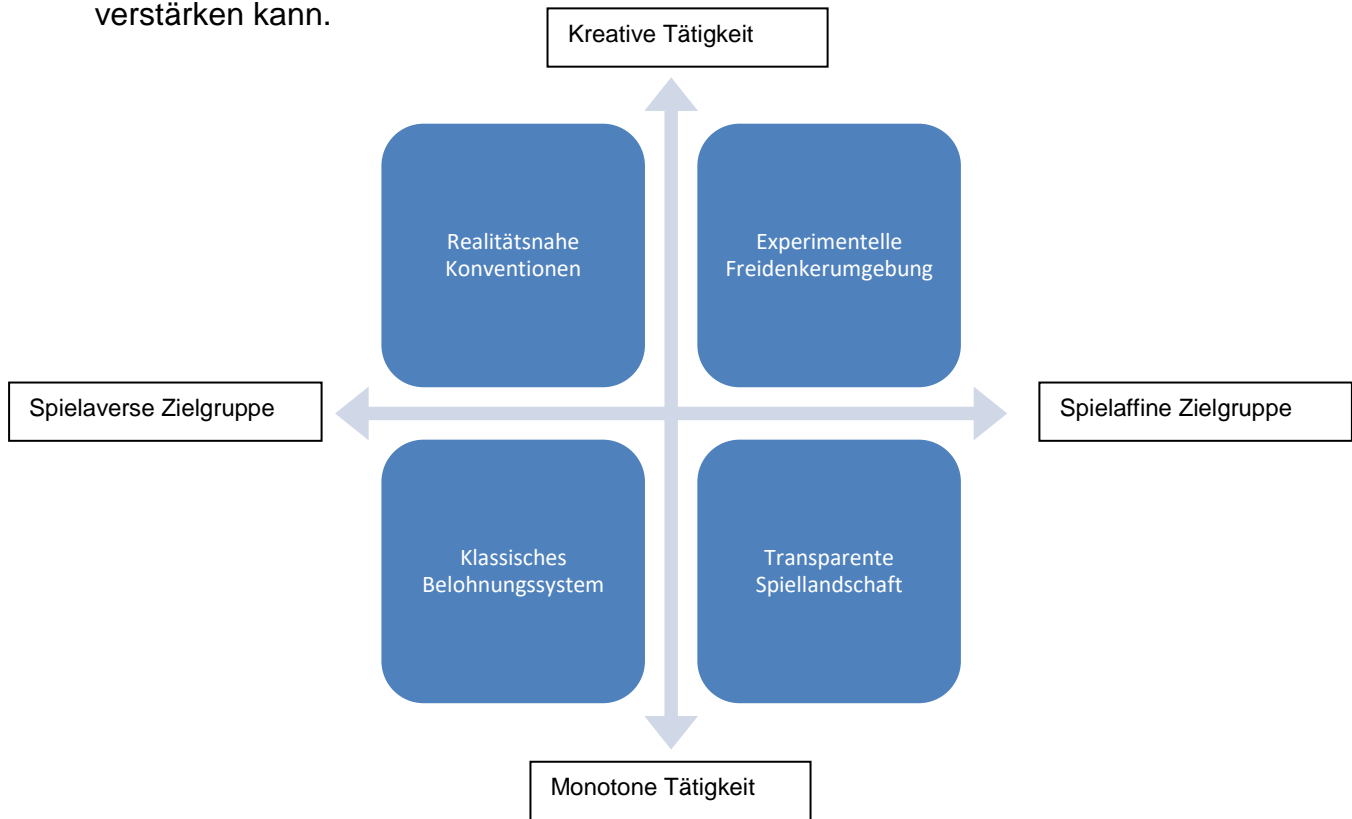 verstärken kann.
Kreative Tätigkeit
Realitätsnahe
Konventionen
Experimentelle
Freidenkerumgebung
Spielaverse Zielgruppe
Spielaffine Zielgruppe
Klassisches
Belohnungssystem
Transparente
Spiellandschaft
Monotone Tätigkeit